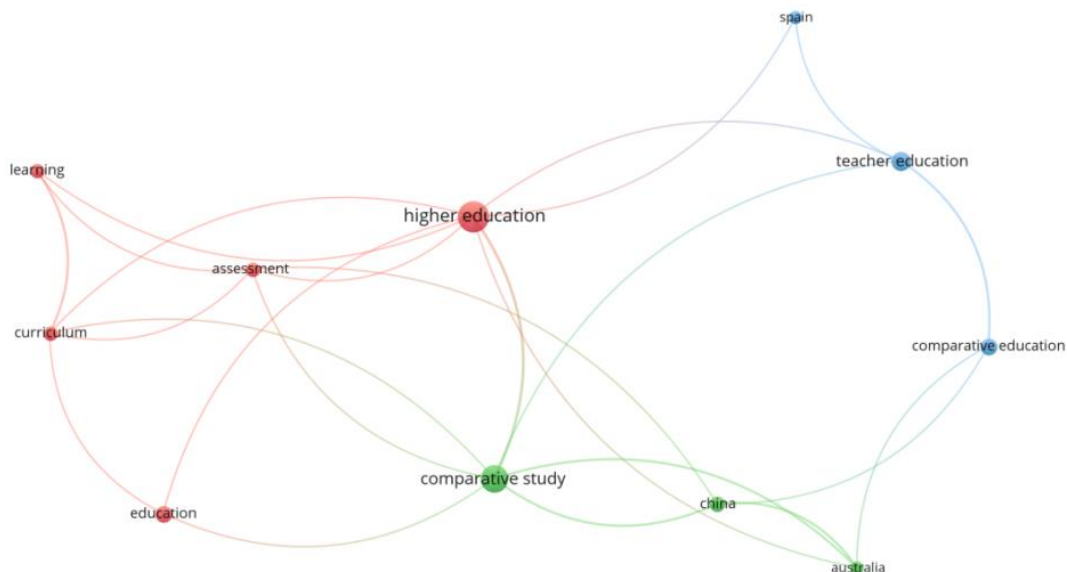 spain
teacher education
learning
higher education
assessment
curriculum
comparative education
comparative study
china
education
australia